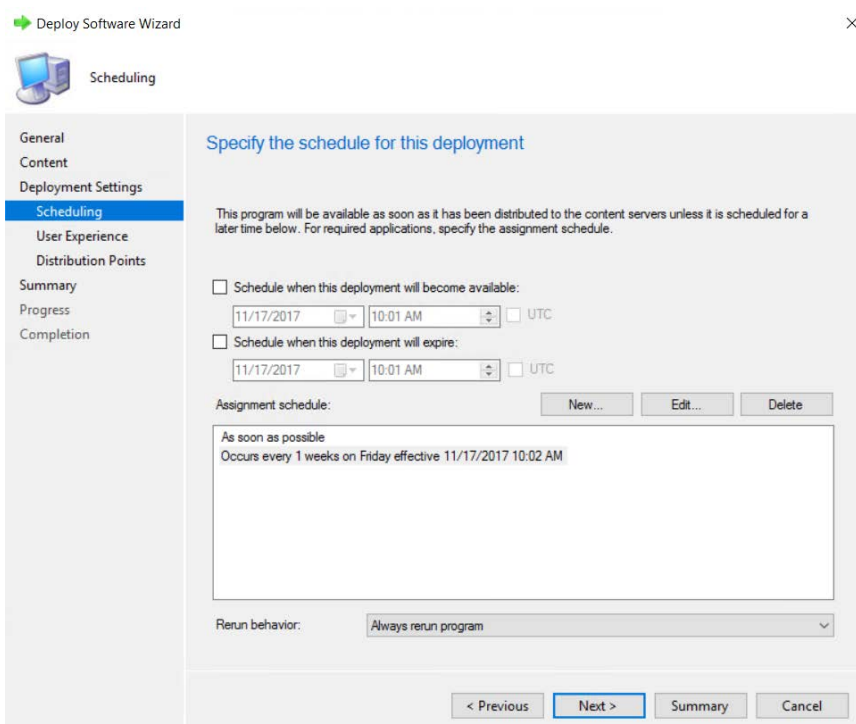 Deploy Software Wizard
Scheduling
General
Content
Deployment Settings
Scheduling
User Experience
Distribution Points
Summary
Progress
Completion
Specify the schedule for this deployment
This program will be available as soon as it has been distributed to the content servers unless it is scheduled for a
later time below. For required applications, specify the assignment schedule.
Schedule when this deployment will become available:
11/17/2017 10:01 AM UTC
Schedule when this deployment will expire:
11/17/2017 10:01 AM UTC
Assignment schedule: New... Edit... Delete
As soon as possible
Occurs every 1 weeks on Friday effective 11/17/2017 10:02 AM
Rerun behavior: Always rerun program
< Previous Next > Summary Cancel